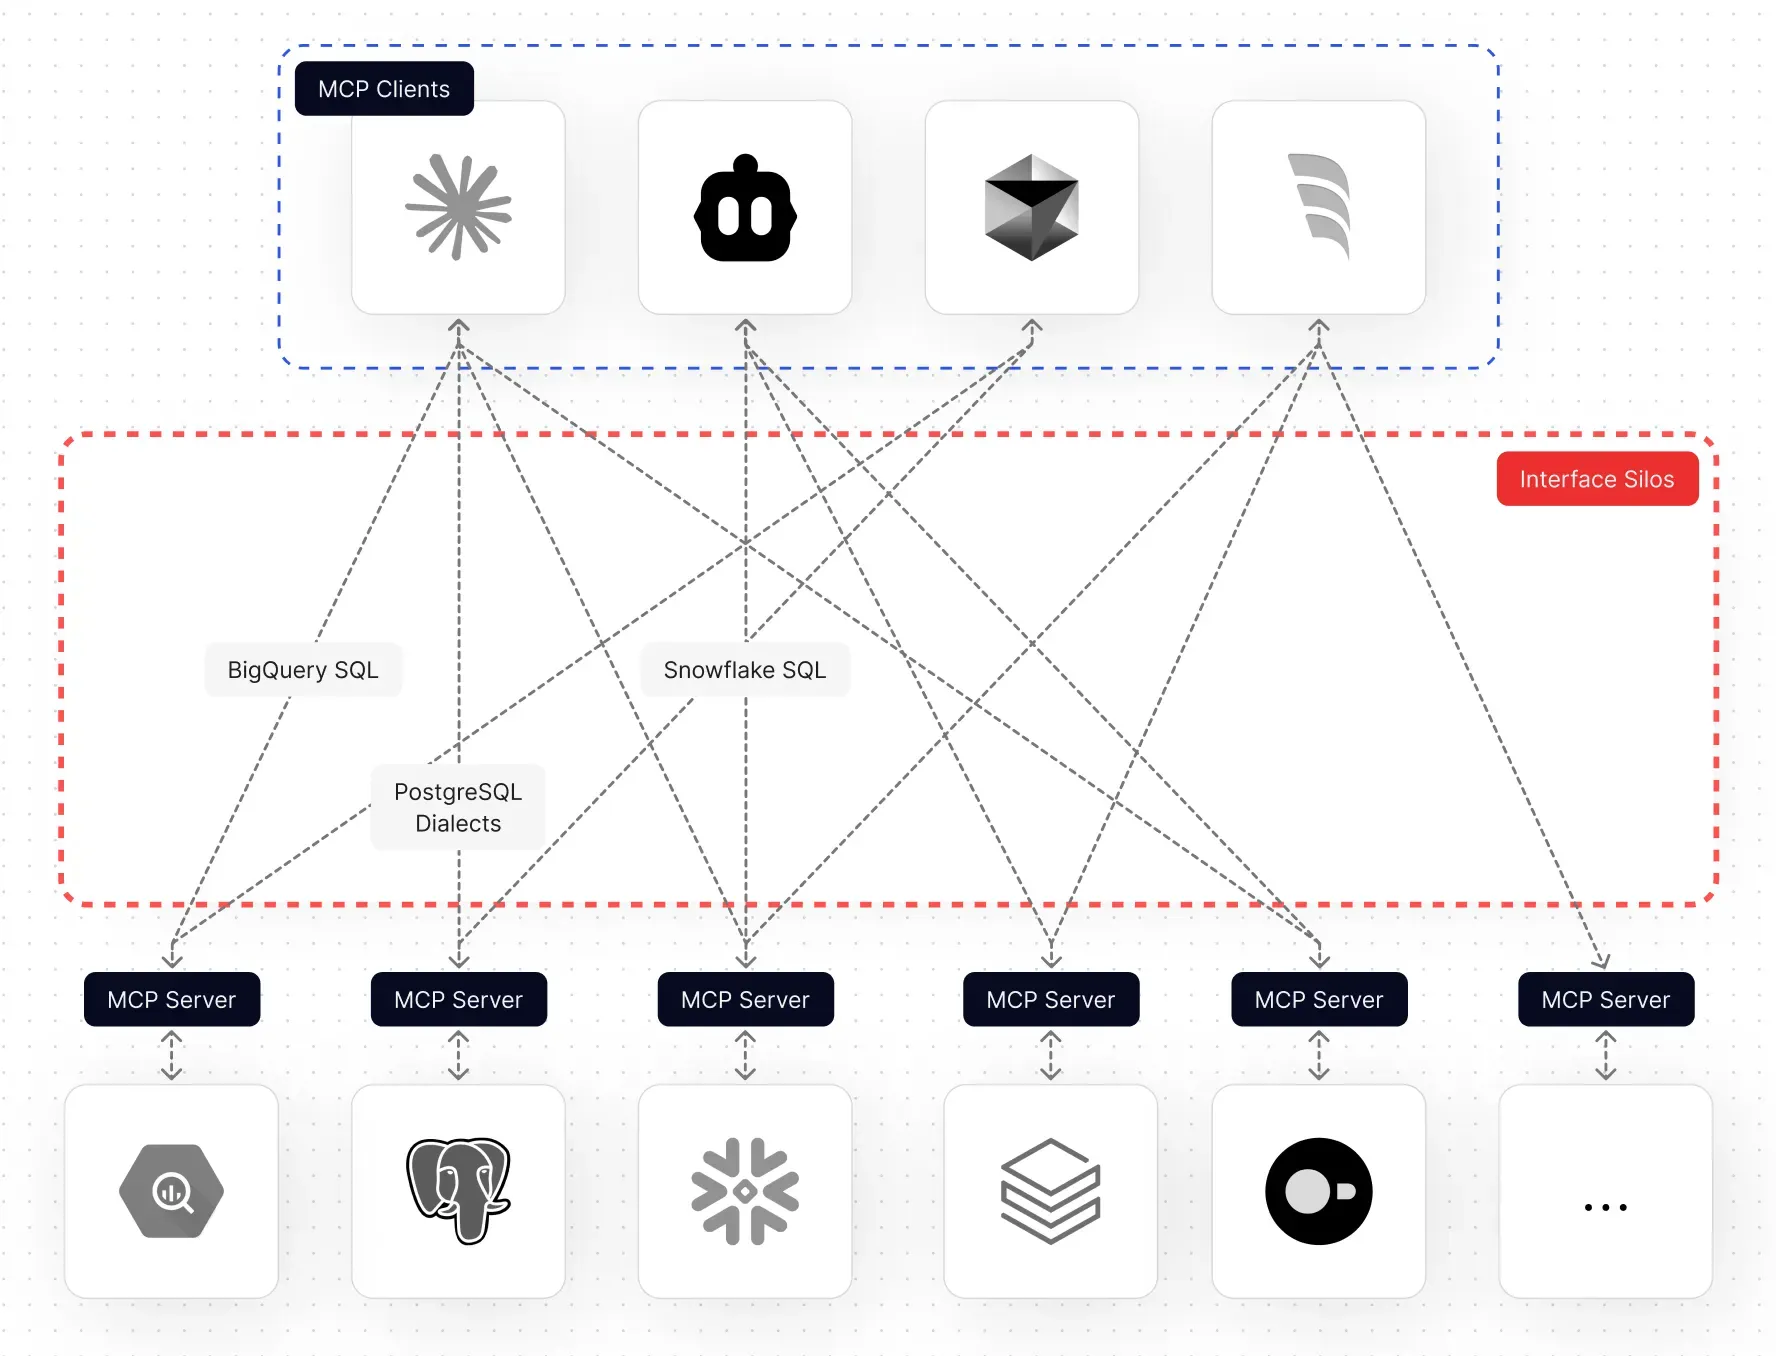 MCP Clients
Interface Silos
BigQuery SQL
Snowflake SQL
PostgreSQL
Dialects
MCP Server
MCP Server
MCP Server
MCP Server
MCP Server
MCP Server
...